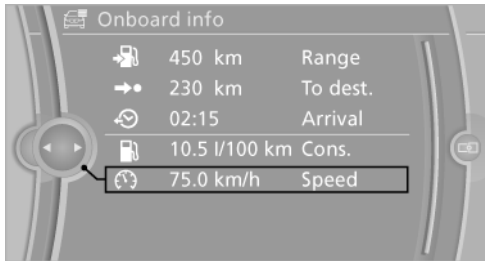 Onboard info
450 km Range
230 km To dest.
02:15 Arrival
10.5 l/100 km Cons.
75.0 km/h Speed